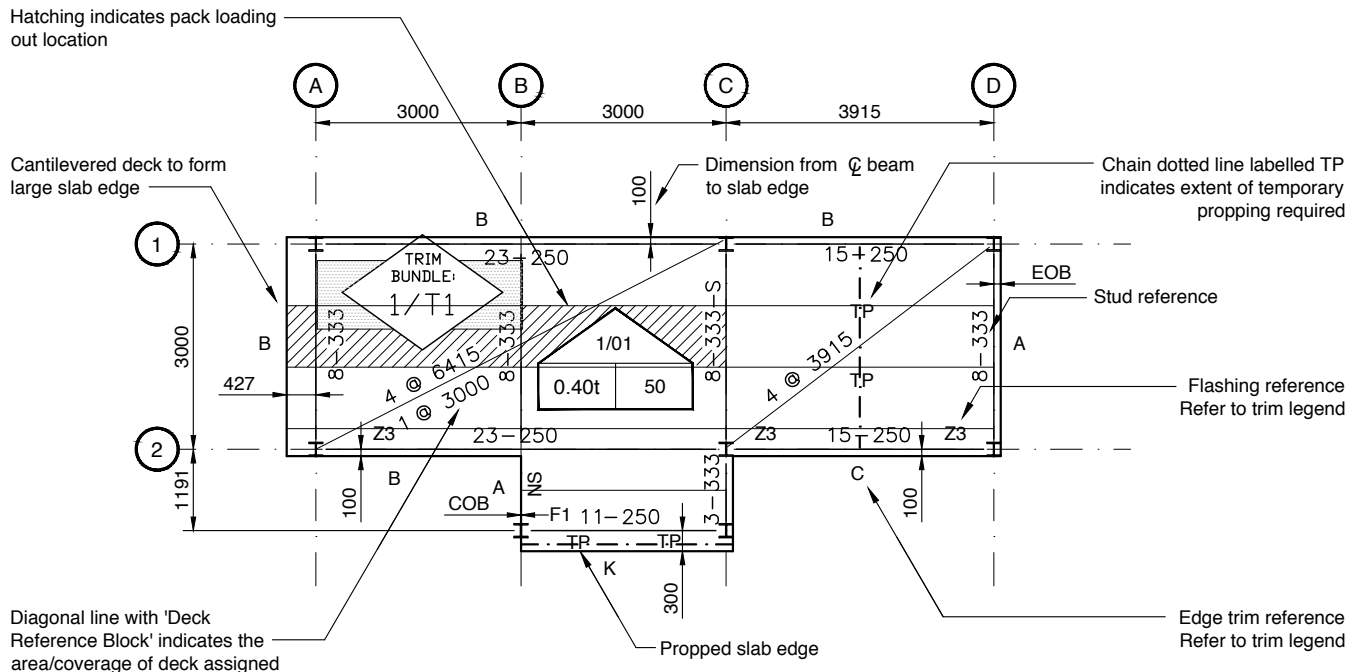 Hatching indicates pack loading
out location
A
B
C
D
3000
3000
3915
Cantilevered deck to form
large slab edge
Dimension from ℄ beam
to slab edge
Chain dotted line labelled TP
indicates extent of temporary
propping required
100
B
B
1
TRIM
BUNDLE:
1/T1
23-250
15-250
EOB
Stud reference
TP
3000
B
8-333
8-333
8-333-S
8-333
A
1/01
0.40t
50
4 @ 6415
1 @ 3000
4 @ 3915
TP
427
Flashing reference
Refer to trim legend
2
Z3
23-250
Z3
15-250
Z3
1191
100
B
A
NS
3-333
C
100
COB
F1
11-250
TP
TP
K
300
Diagonal line with 'Deck
Reference Block' indicates the
area/coverage of deck assigned
Propped slab edge
Edge trim reference
Refer to trim legend